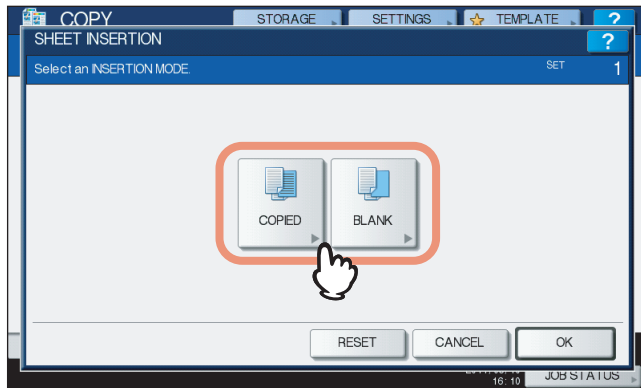 COPY STORAGE SETTINGS TEMPLATE ?
SHEET INSERTION ?
Select an INSERTION MODE. SET 1
COPIED BLANK
RESET CANCEL OK
16:10 JOB STATUS